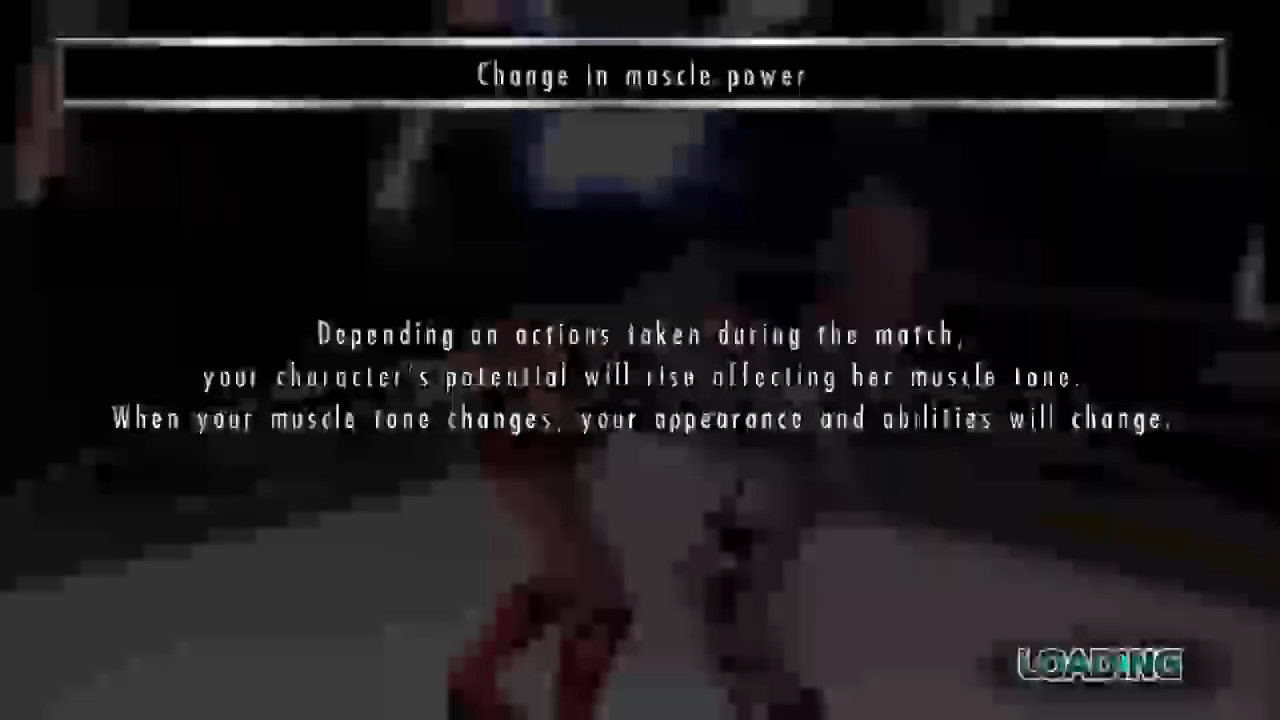 Change in muscle power
Depending on actions taken during the match,
your character's potential will rise affecting her muscle tone.
When your muscle tone changes, your appearance and abilities will change.
LOADING